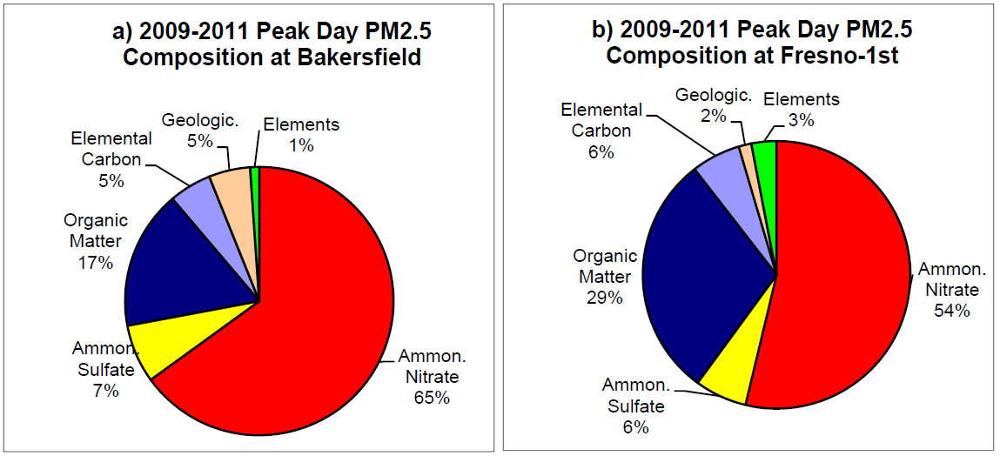 a) 2009-2011 Peak Day PM2.5
Composition at Bakersfield
Geologic.
5%
Elements
1%
Elemental
Carbon
5%
Organic
Matter
17%
Ammon.
Sulfate
7%
Ammon.
Nitrate
65%
b) 2009-2011 Peak Day PM2.5
Composition at Fresno-1st
Geologic.
2%
Elements
3%
Elemental
Carbon
6%
Organic
Matter
29%
Ammon.
Nitrate
54%
Ammon.
Sulfate
6%